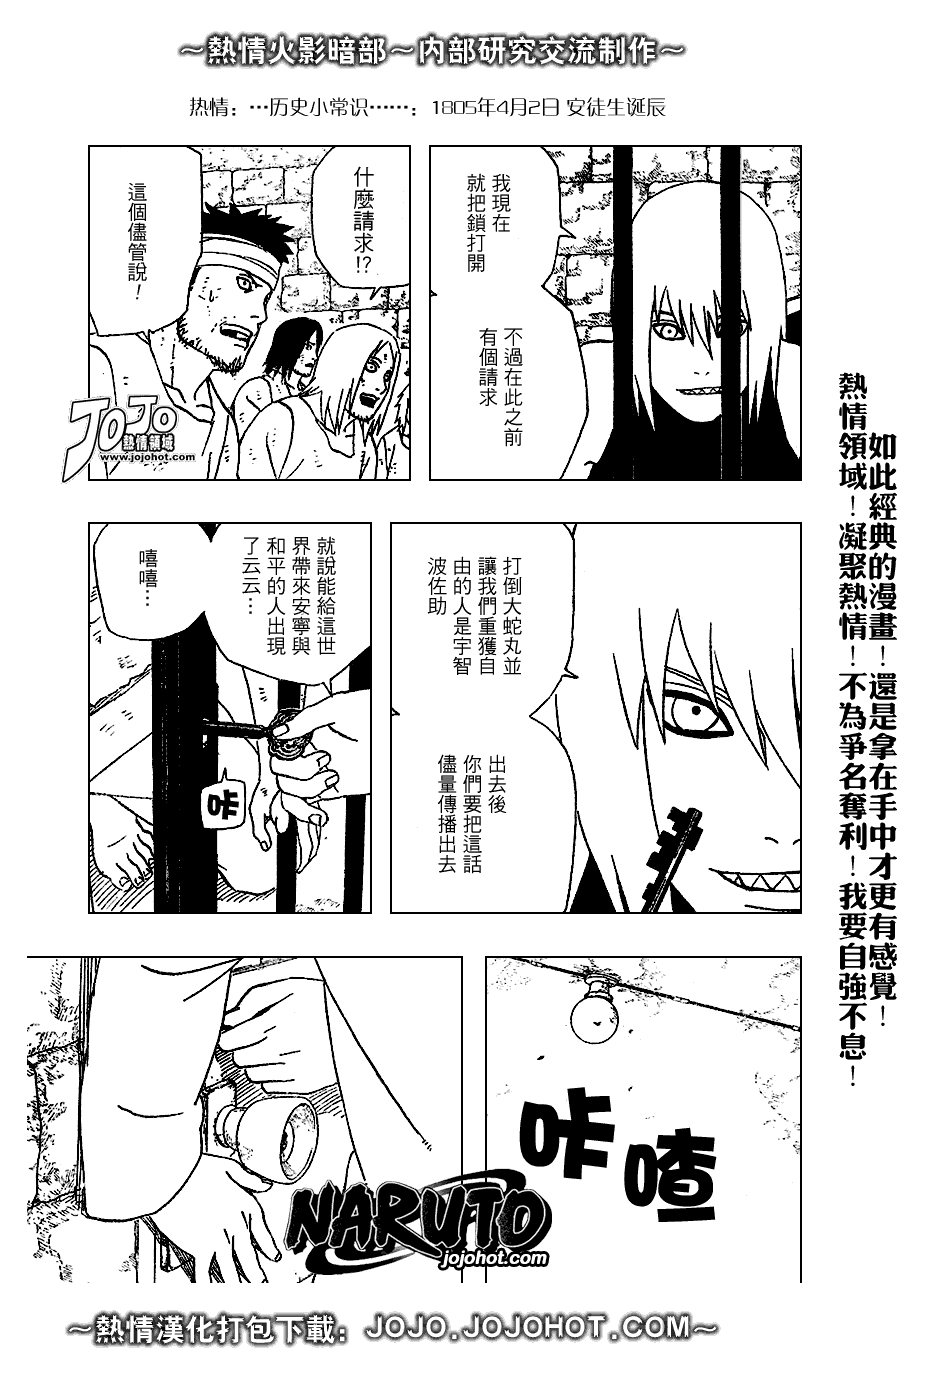 ～熱情火影暗部～内部研究交流制作～
热情：…历史小常识……：1805年4月2日 安徒生诞辰
我現在
就把鎖打開
不過在此之前
有個請求
什麼請求!?
這個儘管說！
JOJO
熱情領域
www.jojohot.com
打倒大蛇丸並
讓我們重獲自
由的人是宇智
波佐助
出去後
你們要把這話
儘量傳播出去
就說能給這世
界帶來安寧與
和平的人出現
了云云…
嘻嘻…
咔
咔喳
NARUTO
jojohot.com
如此經典的漫畫！還是拿在手中才更有感覺！
熱情領域！凝聚熱情！不為爭名奪利！我要自強不息！
～熱情漢化打包下載：JOJO.JOJOHOT.COM～